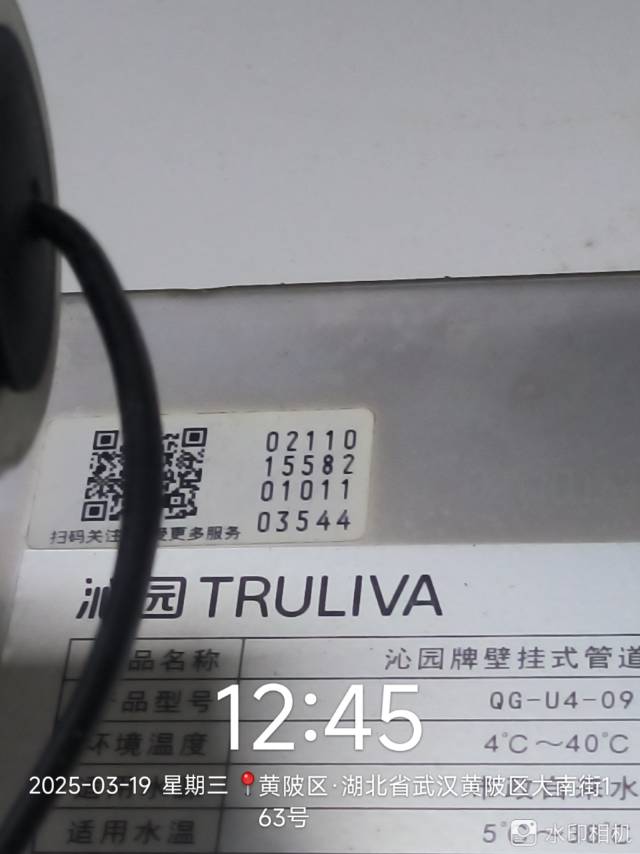 02110
15582
01011
03544
扫码关注 更多服务
沁园 TRULIVA
品名称 沁园牌壁挂式管道
产品型号 QG-U4-09
12:45
环境温度 4℃～40℃
2025-03-19 星期三 黄陂区·湖北省武汉黄陂区大南街1
63号
适用水温 5℃
水印相机